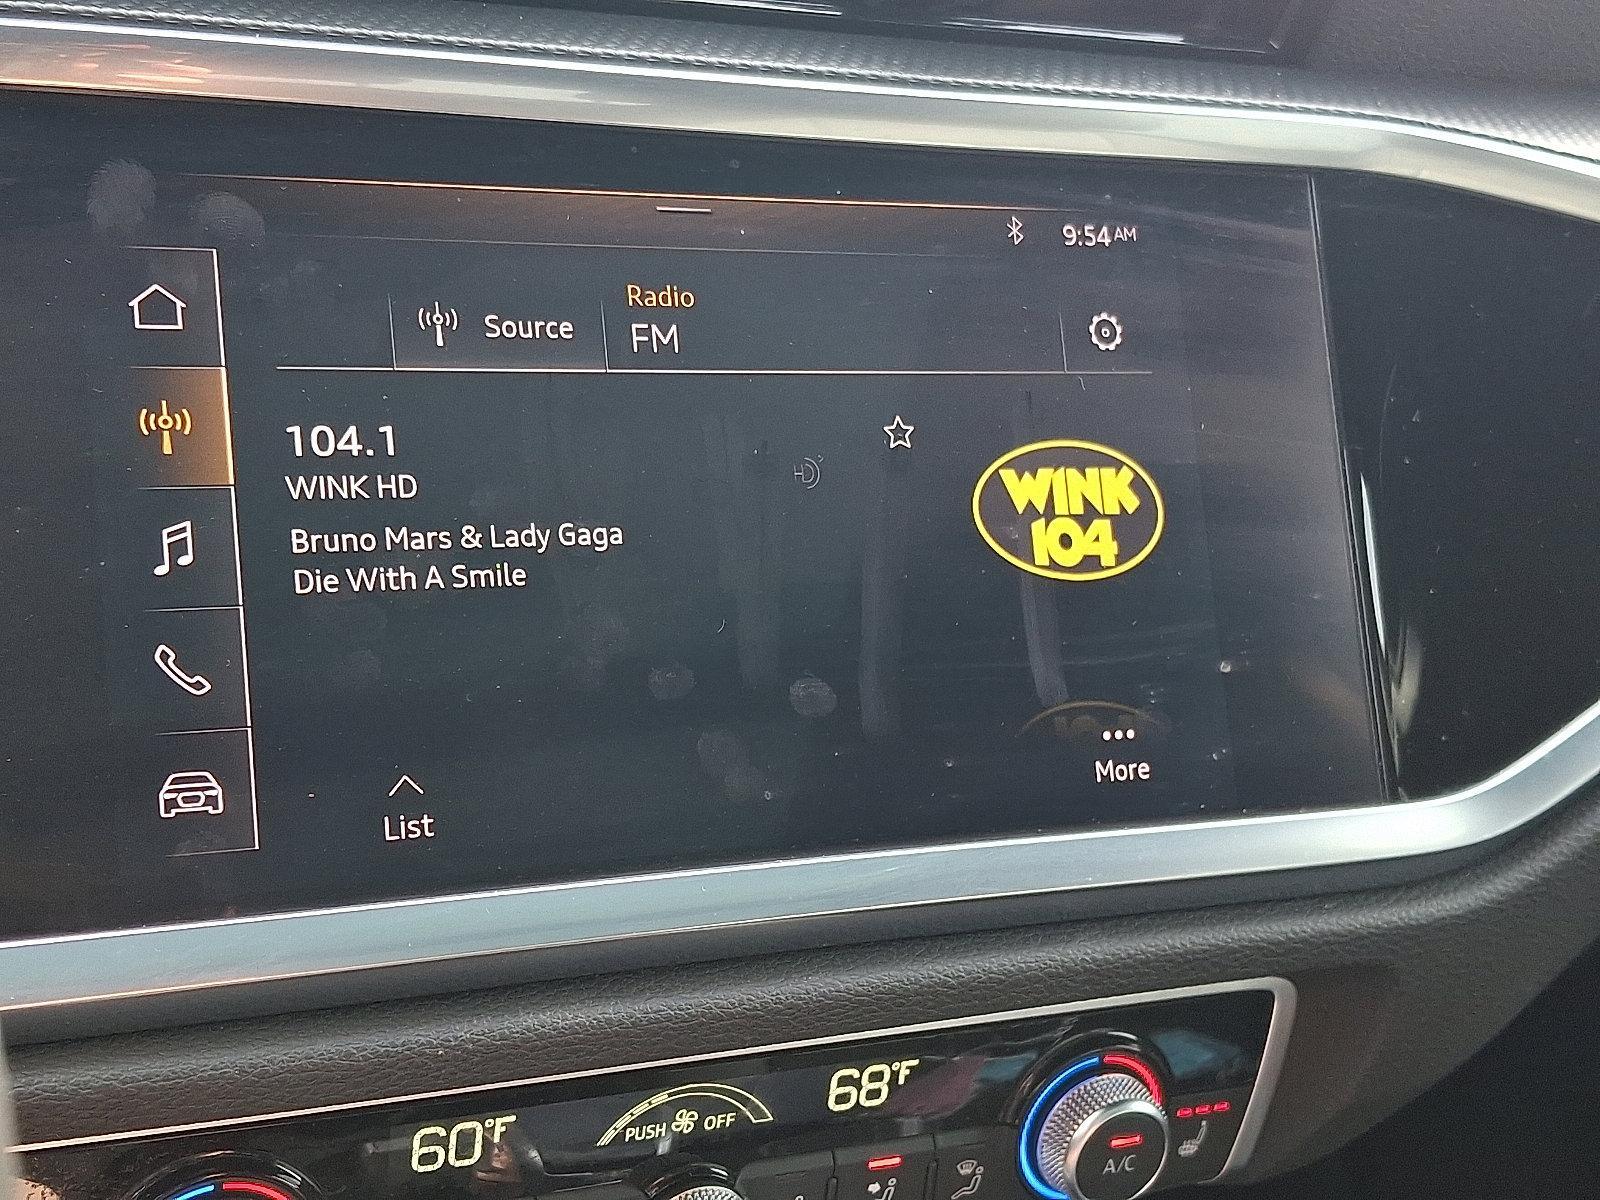 9:54 AM
Source
Radio
FM
104.1
WINK HD
HD
Bruno Mars & Lady Gaga
Die With A Smile
WINK
104
More
List
60°F
PUSH OFF
68°F
A/C